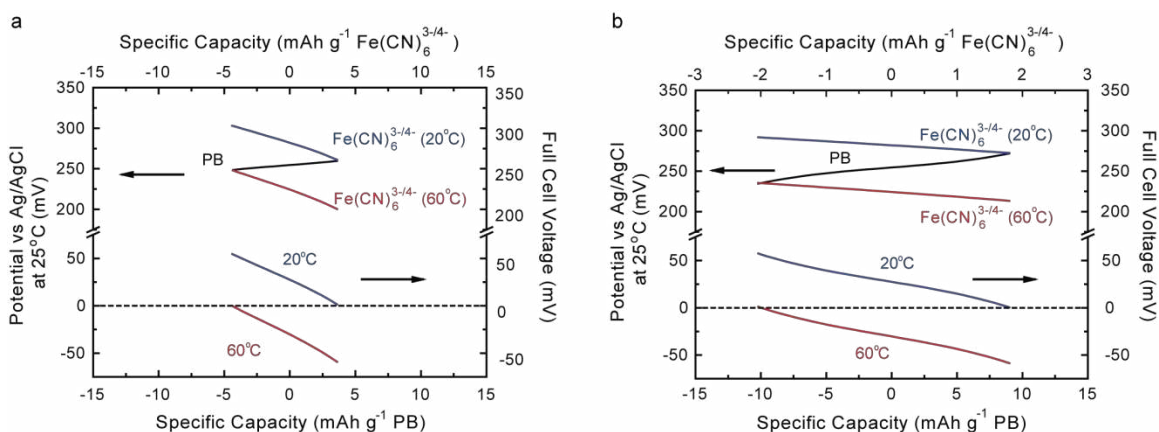 a
Specific Capacity (mAh g⁻¹ Fe(CN)₆³⁻/⁴⁻)
-15 -10 -5 0 5 10 15
350
300
250
200
50
0
-50
Potential vs Ag/AgCl
at 25°C (mV)
Fe(CN)₆³⁻/⁴⁻ (20°C)
PB
Fe(CN)₆³⁻/⁴⁻ (60°C)
20°C
60°C
350
300
250
200
50
0
-50
Full Cell Voltage (mV)
-15 -10 -5 0 5 10 15
Specific Capacity (mAh g⁻¹ PB)
b
Specific Capacity (mAh g⁻¹ Fe(CN)₆³⁻/⁴⁻)
-3 -2 -1 0 1 2 3
350
300
250
200
50
0
-50
Potential vs Ag/AgCl
at 25°C (mV)
Fe(CN)₆³⁻/⁴⁻ (20°C)
PB
Fe(CN)₆³⁻/⁴⁻ (60°C)
20°C
60°C
350
300
250
200
50
0
-50
Full Cell Voltage (mV)
-15 -10 -5 0 5 10 15
Specific Capacity (mAh g⁻¹ PB)